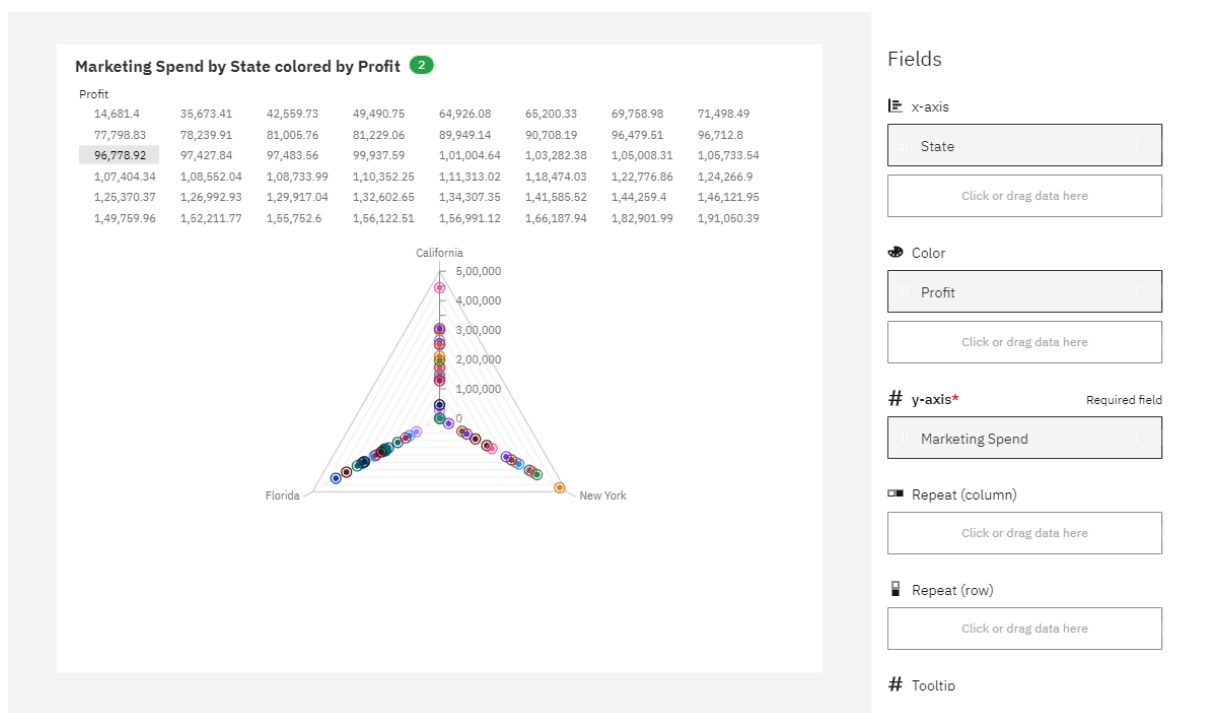 Marketing Spend by State colored by Profit 2
Profit
14,681.4 35,673.41 42,559.73 49,490.75 64,926.08 65,200.33 69,758.98 71,498.49
77,798.83 78,239.91 81,005.76 81,229.06 89,949.14 90,708.19 96,479.51 96,712.8
96,778.92 97,427.84 97,483.56 99,937.59 1,01,004.64 1,03,282.38 1,05,008.31 1,05,733.54
1,07,404.34 1,08,552.04 1,08,733.99 1,10,352.25 1,11,313.02 1,18,474.03 1,22,776.86 1,24,266.9
1,25,370.37 1,26,992.93 1,29,917.04 1,32,602.65 1,34,307.35 1,41,585.52 1,44,259.4 1,46,121.95
1,49,759.96 1,52,211.77 1,55,752.6 1,56,122.51 1,56,991.12 1,66,187.94 1,82,901.99 1,91,050.39
California
5,00,000
4,00,000
3,00,000
2,00,000
1,00,000
0
Florida
New York
Fields
x-axis
State
Click or drag data here
Color
Profit
Click or drag data here
# y-axis* Required field
Marketing Spend
Repeat (column)
Click or drag data here
Repeat (row)
Click or drag data here
# Tooltip